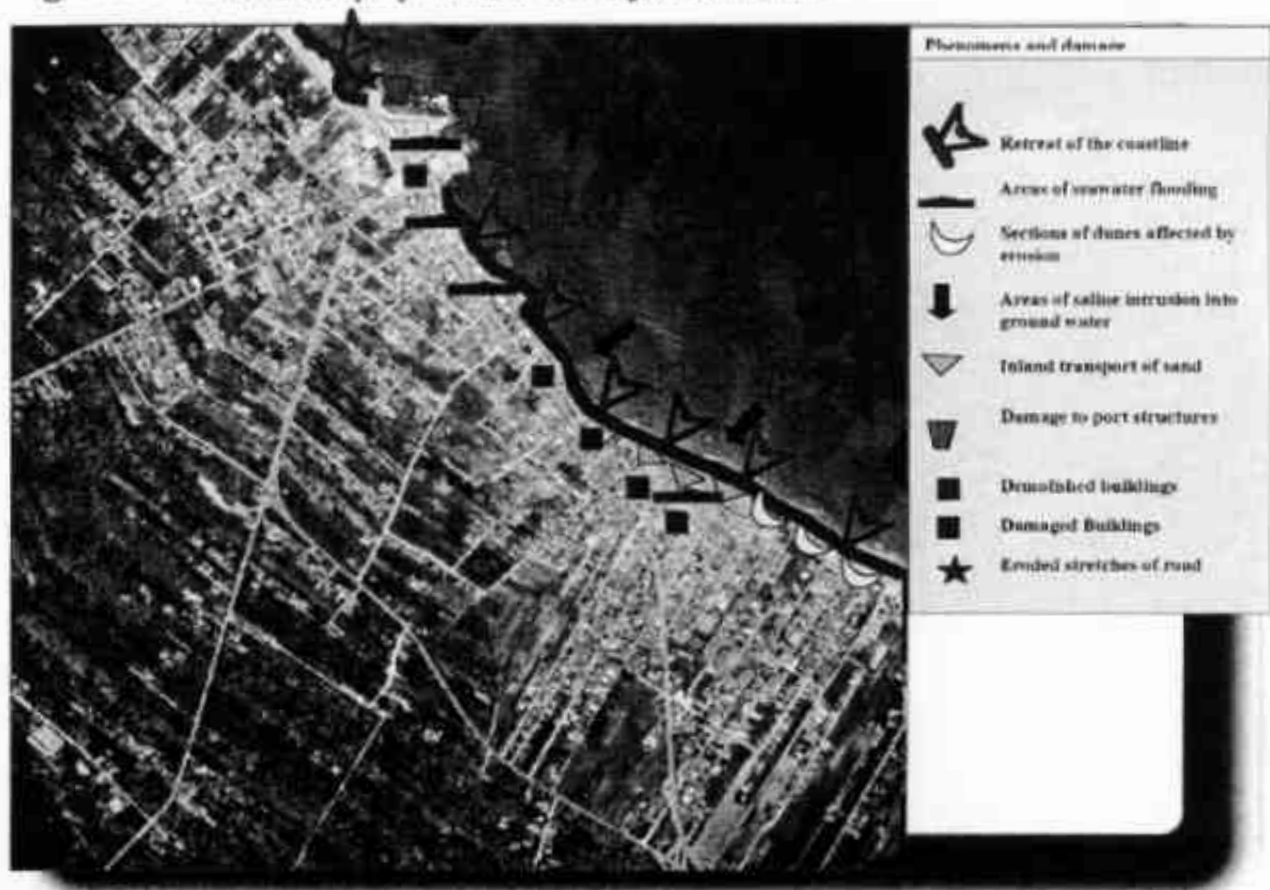 Phenomena and damage
Retreat of the coastline
Areas of seawater flooding
Sections of dunes affected by
erosion
Areas of saline intrusion into
ground water
Inland transport of sand
Damage to port structures
Demolished buildings
Damaged Buildings
Eroded stretches of road